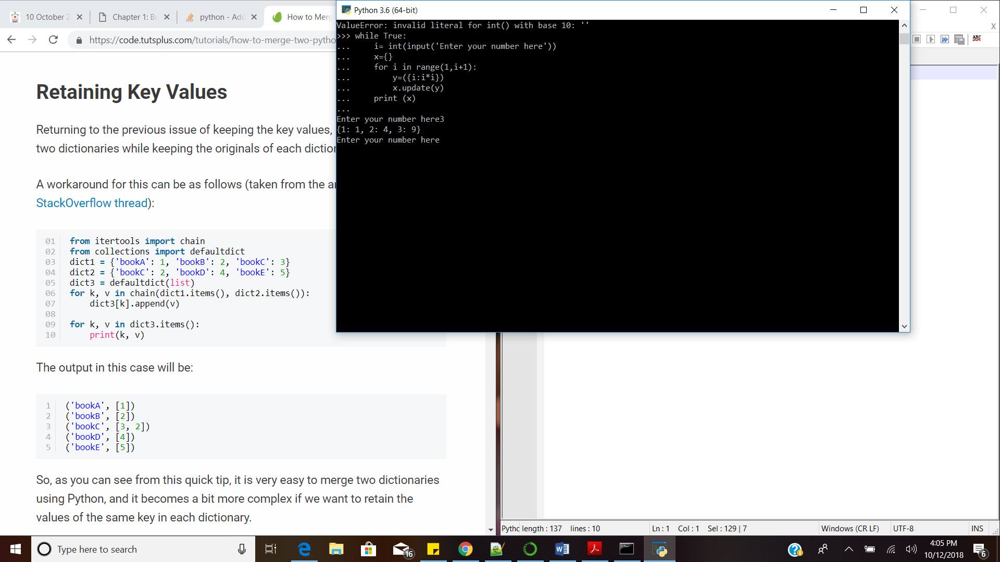 10 October 2
Chapter 1: Bu
python - Add
How to Merg
https://code.tutsplus.com/tutorials/how-to-merge-two-pytho
Retaining Key Values
Returning to the previous issue of keeping the key values,
two dictionaries while keeping the originals of each diction
A workaround for this can be as follows (taken from the an
StackOverflow thread):
01 from itertools import chain
02 from collections import defaultdict
03 dict1 = {'bookA': 1, 'bookB': 2, 'bookC': 3}
04 dict2 = {'bookC': 2, 'bookD': 4, 'bookE': 5}
05 dict3 = defaultdict(list)
06 for k, v in chain(dict1.items(), dict2.items()):
07     dict3[k].append(v)
08
09 for k, v in dict3.items():
10     print(k, v)
The output in this case will be:
1 ('bookA', [1])
2 ('bookB', [2])
3 ('bookC', [3, 2])
4 ('bookD', [4])
5 ('bookE', [5])
So, as you can see from this quick tip, it is very easy to merge two dictionaries
using Python, and it becomes a bit more complex if we want to retain the
values of the same key in each dictionary.
Python 3.6 (64-bit)
ValueError: invalid literal for int() with base 10: ''
>>> while True:
...     i= int(input('Enter your number here'))
...     x={}
...     for i in range(1,i+1):
...         y=({i:i*i})
...         x.update(y)
...     print (x)
...
Enter your number here3
{1: 1, 2: 4, 3: 9}
Enter your number here
X
ABC
Pythc length : 137 lines : 10 Ln : 1 Col : 1 Sel : 129 | 7 Windows (CR LF) UTF-8 INS
Type here to search
16
4:05 PM
10/12/2018
6